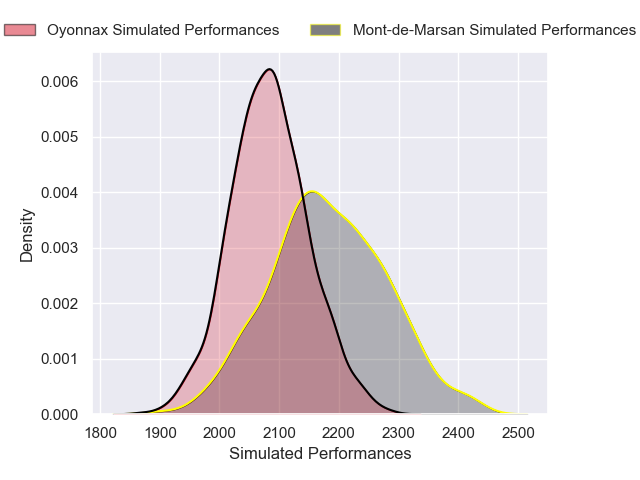 Oyonnax Simulated Performances
Mont-de-Marsan Simulated Performances
0.006
0.005
0.004
0.003
0.002
0.001
0.000
Density
1800 1900 2000 2100 2200 2300 2400 2500
Simulated Performances